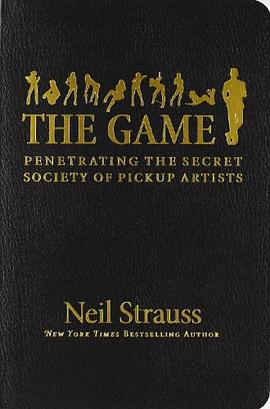 THE GAME
PENETRATING THE SECRET
SOCIETY OF PICKUP ARTISTS
Neil Strauss
NEW YORK TIMES BESTSELLING AUTHOR